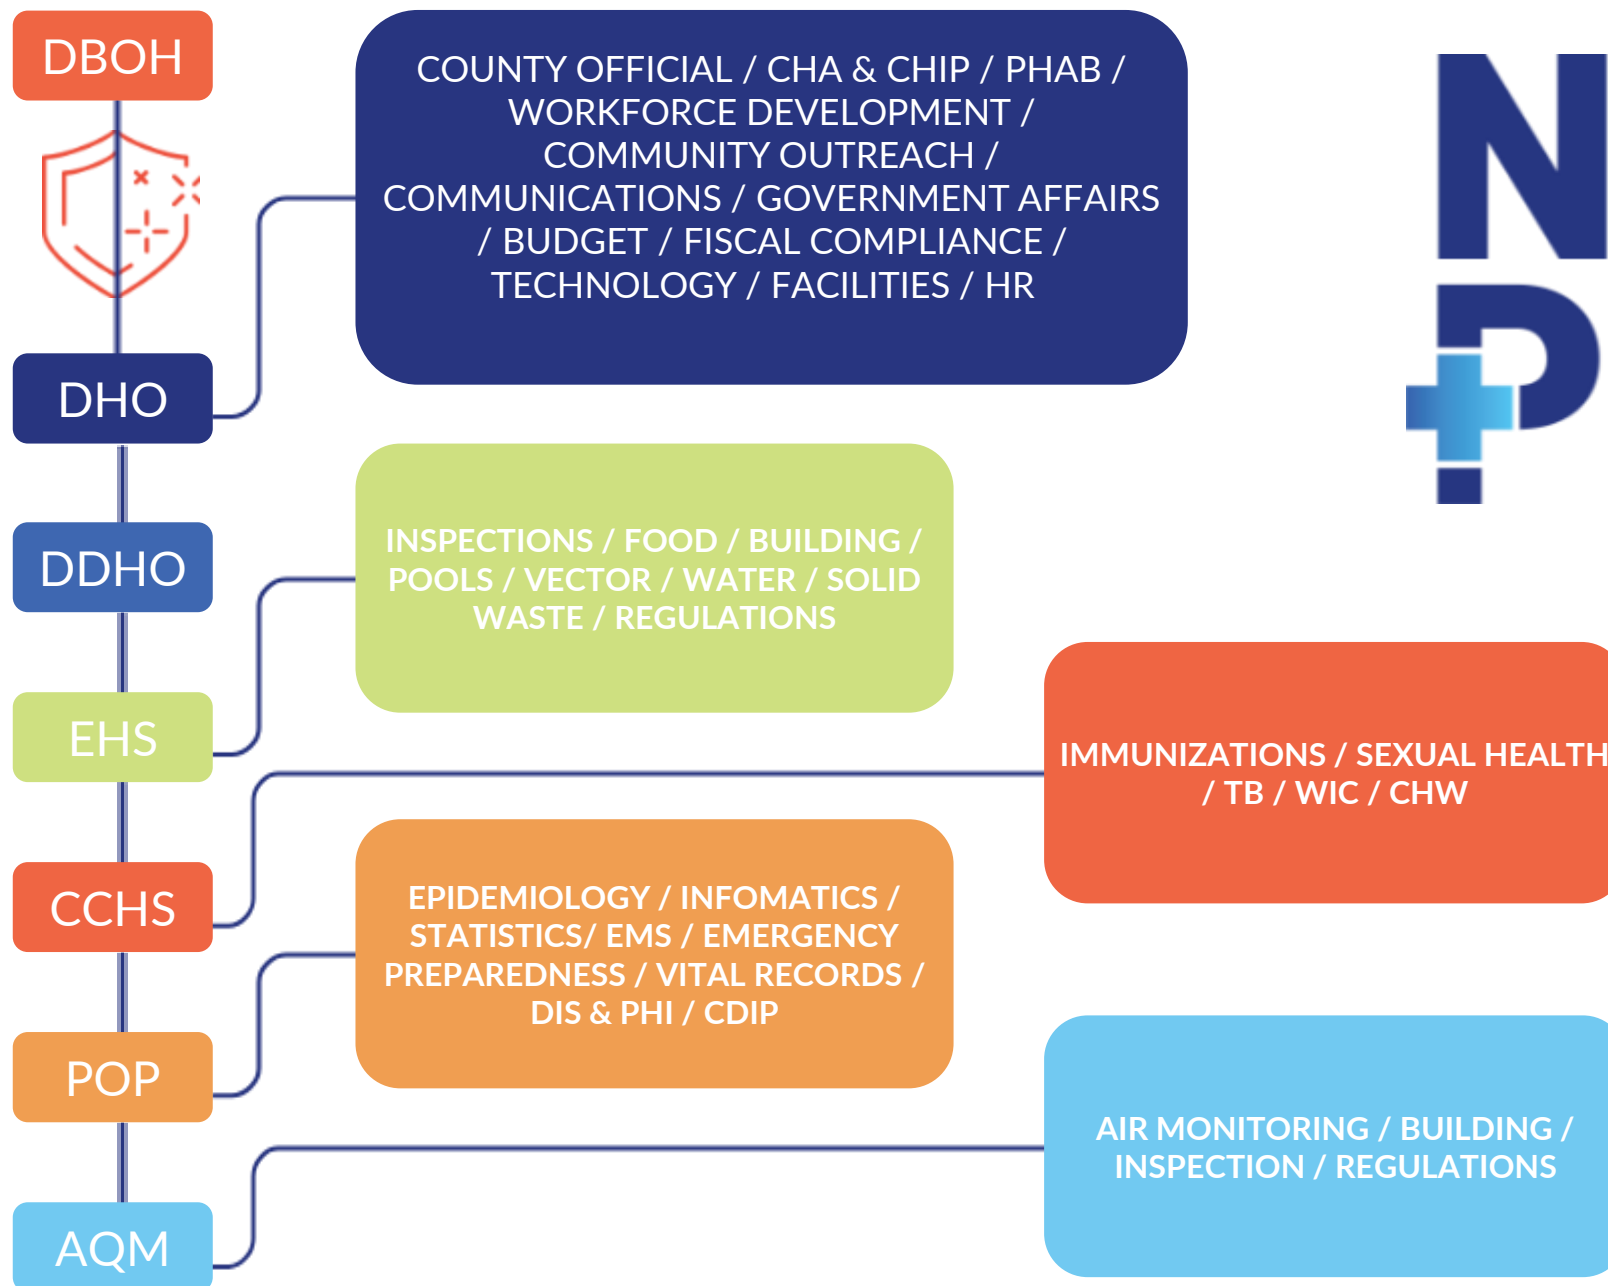 DBOH
COUNTY OFFICIAL / CHA & CHIP / PHAB /
WORKFORCE DEVELOPMENT /
COMMUNITY OUTREACH /
COMMUNICATIONS / GOVERNMENT AFFAIRS
/ BUDGET / FISCAL COMPLIANCE /
TECHNOLOGY / FACILITIES / HR
N
P
DHO
DDHO
INSPECTIONS / FOOD / BUILDING /
POOLS / VECTOR / WATER / SOLID
WASTE / REGULATIONS
EHS
IMMUNIZATIONS / SEXUAL HEALTH
/ TB / WIC / CHW
CCHS
EPIDEMIOLOGY / INFOMATICS /
STATISTICS/ EMS / EMERGENCY
PREPAREDNESS / VITAL RECORDS /
DIS & PHI / CDIP
POP
AIR MONITORING / BUILDING /
INSPECTION / REGULATIONS
AQM